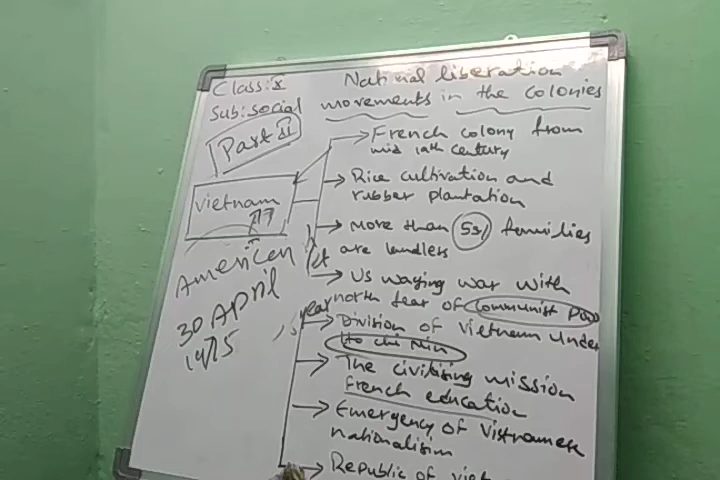 Class: X
Sub: social
National liberation
movements in the colonies
Part II
Vietnam
American
30 April
1975
French colony from
mid 19th century
Rice cultivation and
rubber plantation
More than 53% families
are landless
US waging war with
north fear of Communist
year
Division of Vietnam under
Ho chi Min
The civilising mission
French education
Emergency of Vietnamese
nationalism
Republic of Viet